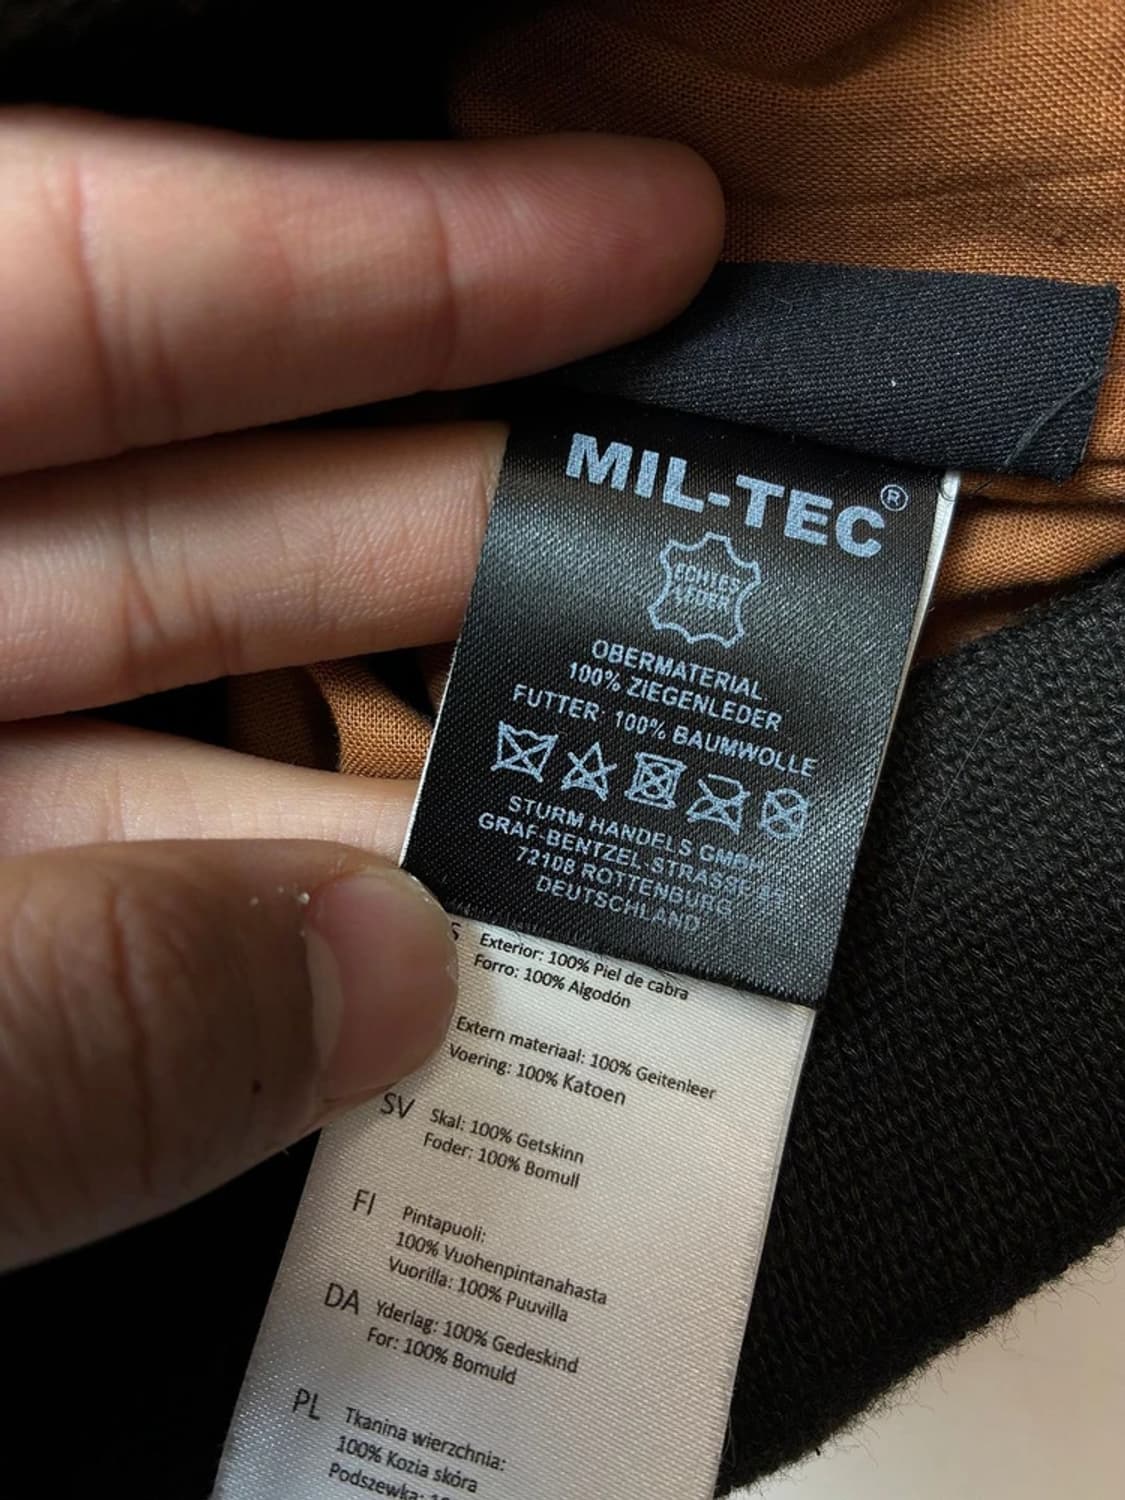 MIL-TEC®
ECHTES
LEDER
OBERMATERIAL
100% ZIEGENLEDER
FUTTER 100% BAUMWOLLE
STURM HANDELS GMBH
GRAF-BENTZEL-STRASSE
72108 ROTTENBURG
DEUTSCHLAND
S Exterior: 100% Piel de cabra
Forro: 100% Algodón
Extern materiaal: 100% Geitenleer
Voering: 100% Katoen
SV Skal: 100% Getskinn
Foder: 100% Bomull
FI Pintapuoli:
100% Vuohenpintanahasta
Vuorilla: 100% Puuvilla
DA Yderlag: 100% Gedeskind
For: 100% Bomuld
PL Tkanina wierzchnia:
100% Kozia skóra
Podszewka: